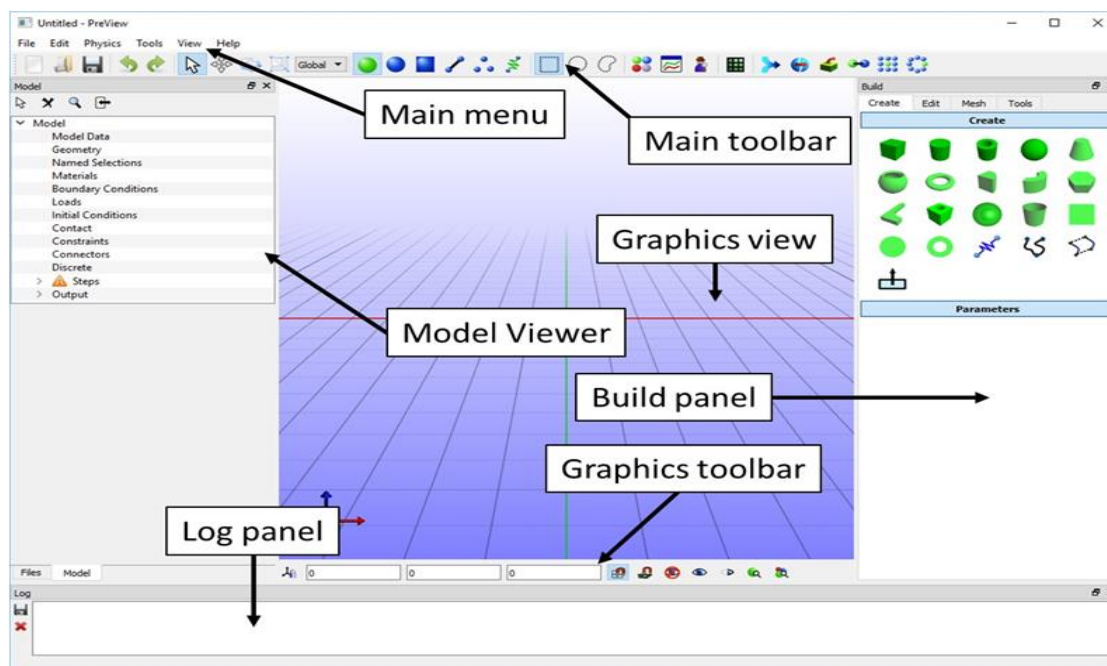 Untitled - PreView
File Edit Physics Tools View Help
Global
Model
Build
Create Edit Mesh Tools
Create
Main menu
Main toolbar
Model
Model Data
Geometry
Named Selections
Materials
Boundary Conditions
Loads
Initial Conditions
Contact
Constraints
Connectors
Discrete
Steps
Output
Graphics view
Parameters
Model Viewer
Build panel
Graphics toolbar
Log panel
Files Model
0 0 0
Log